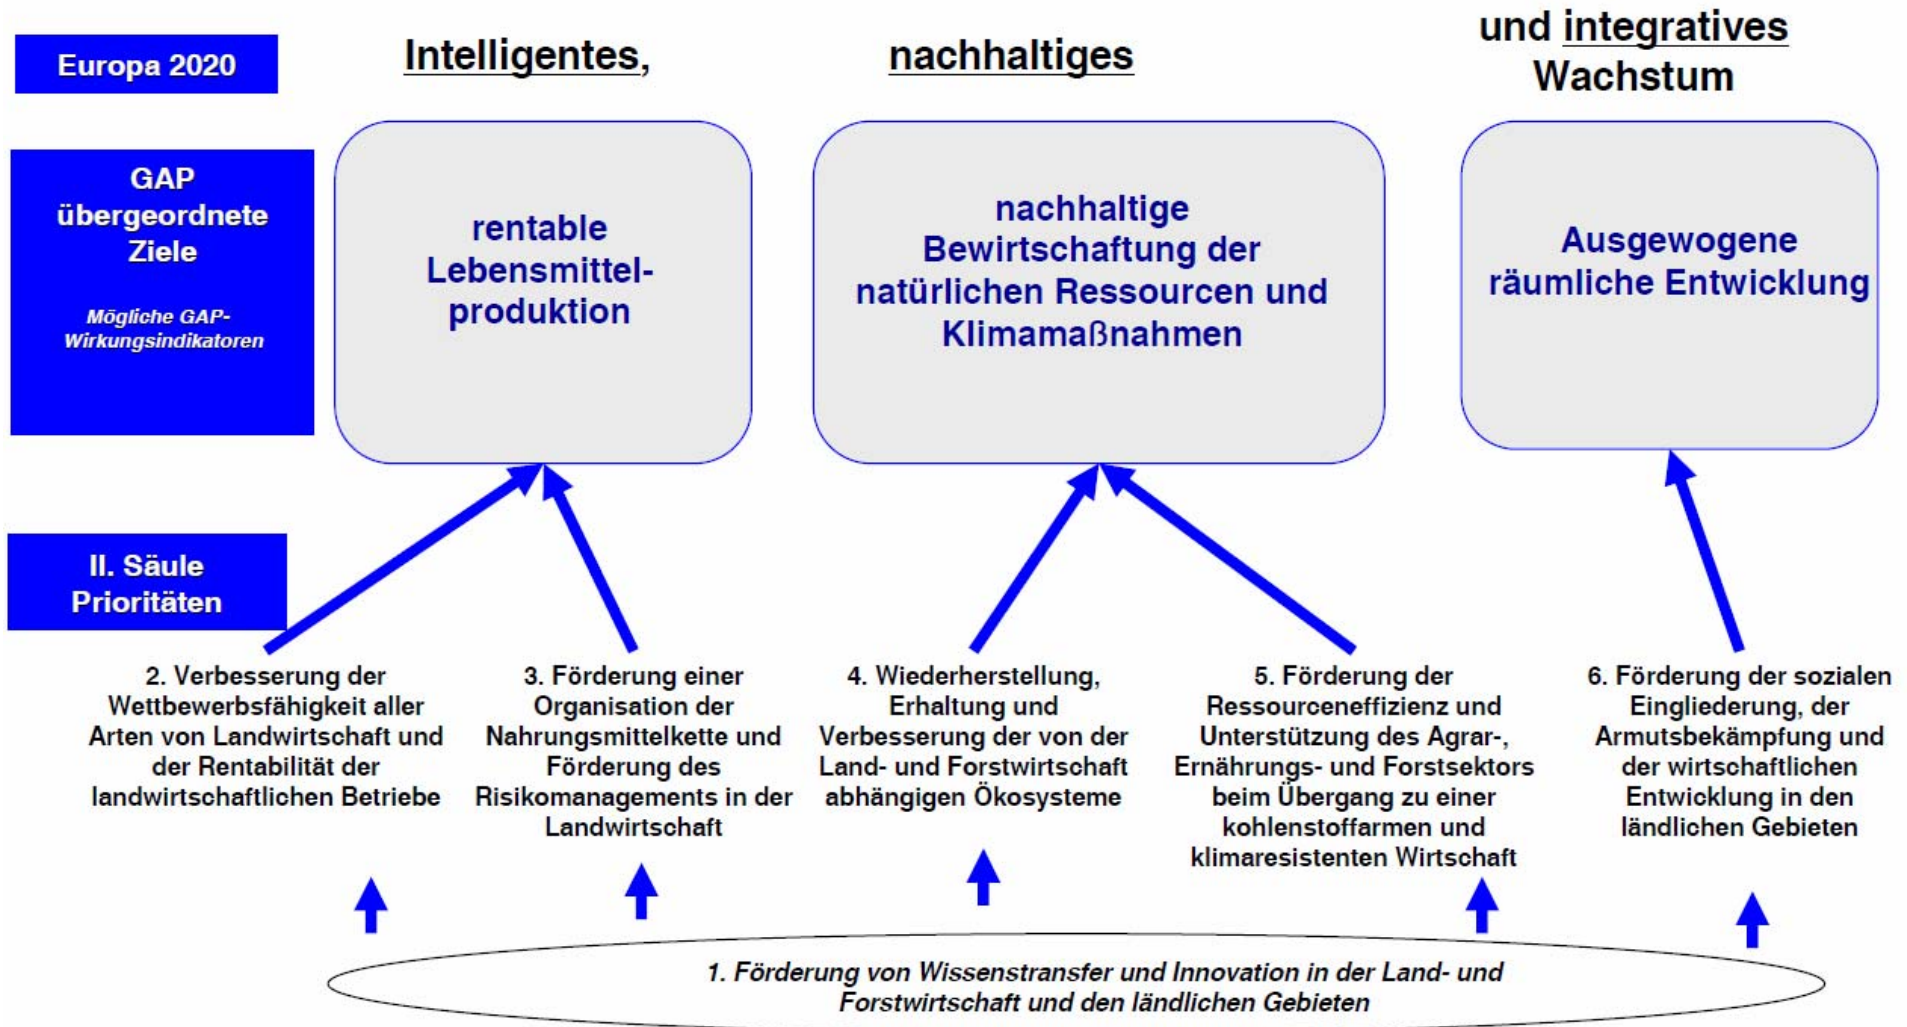 Europa 2020
Intelligentes,
nachhaltiges
und integratives
Wachstum
GAP
übergeordnete
Ziele
Mögliche GAP-
Wirkungsindikatoren
rentable
Lebensmittel-
produktion
nachhaltige
Bewirtschaftung der
natürlichen Ressourcen und
Klimamaßnahmen
Ausgewogene
räumliche Entwicklung
II. Säule
Prioritäten
2. Verbesserung der
Wettbewerbsfähigkeit aller
Arten von Landwirtschaft und
der Rentabilität der
landwirtschaftlichen Betriebe
3. Förderung einer
Organisation der
Nahrungsmittelkette und
Förderung des
Risikomanagements in der
Landwirtschaft
4. Wiederherstellung,
Erhaltung und
Verbesserung der von der
Land- und Forstwirtschaft
abhängigen Ökosysteme
5. Förderung der
Ressourceneffizienz und
Unterstützung des Agrar-,
Ernährungs- und Forstsektors
beim Übergang zu einer
kohlenstoffarmen und
klimaresistenten Wirtschaft
6. Förderung der sozialen
Eingliederung, der
Armutsbekämpfung und
der wirtschaftlichen
Entwicklung in den
ländlichen Gebieten
1. Förderung von Wissenstransfer und Innovation in der Land- und
Forstwirtschaft und den ländlichen Gebieten